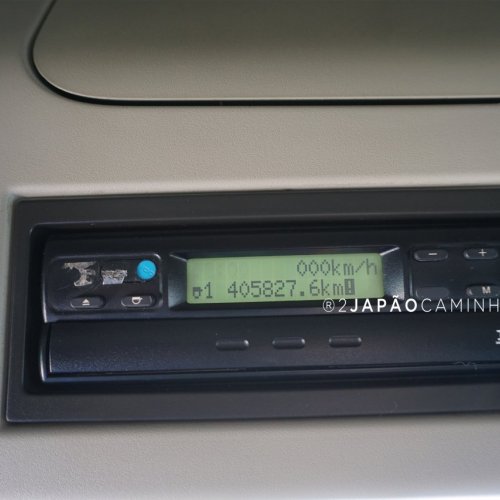 000km/h
1 405827.6km
®2JAPÃOCAMINH
− +
M